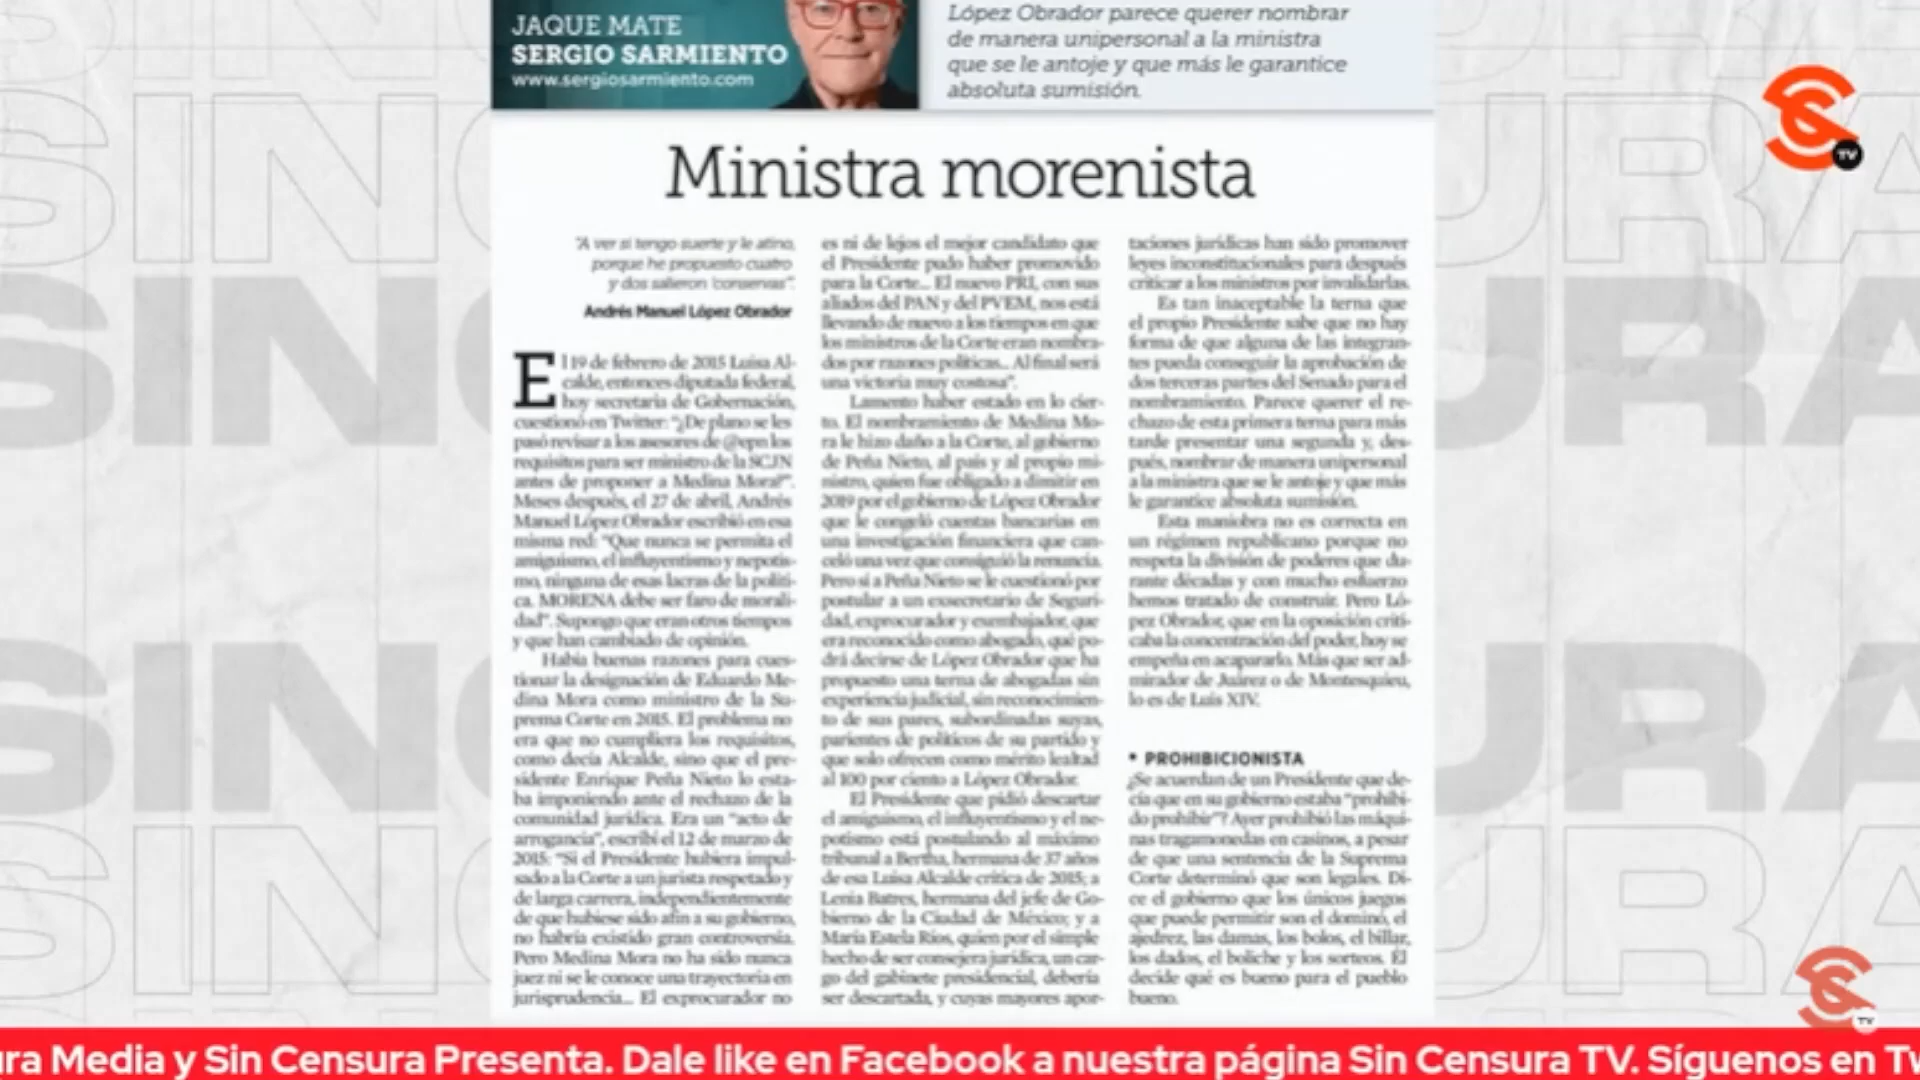 JAQUE MATE
SERGIO SARMIENTO
www.sergiosarmiento.com
López Obrador parece querer nombrar
de manera unipersonal a la ministra
que se le antoje y que más le garantice
absoluta sumisión.
Ministra morenista
"A ver si tengo suerte y le atino,
porque he propuesto cuatro
y dos salieron 'conservas'".
Andrés Manuel López Obrador
El 19 de febrero de 2015 Luisa Al-
calde, entonces diputada federal,
hoy secretaria de Gobernación,
cuestionó en Twitter: "¿De plano se les
pasó revisar a los asesores de @epn los
requisitos para ser ministro de la SCJN
antes de proponer a Medina Mora?".
Meses después, el 27 de abril, Andrés
Manuel López Obrador escribió en esa
misma red: "Que nunca se permita el
amiguismo, el influyentismo y nepotis-
mo, ninguna de esas lacras de la políti-
ca. MORENA debe ser faro de morali-
dad". Supongo que eran otros tiempos
y que han cambiado de opinión.
Había buenas razones para cues-
tionar la designación de Eduardo Me-
dina Mora como ministro de la Su-
prema Corte en 2015. El problema no
era que no cumpliera los requisitos,
como decía Alcalde, sino que el pre-
sidente Enrique Peña Nieto lo esta-
ba imponiendo ante el rechazo de la
comunidad jurídica. Era un "acto de
arrogancia", escribí el 12 de marzo de
2015: "Si el Presidente hubiera impul-
sado a la Corte a un jurista respetado y
de larga carrera, independientemente
de que hubiese sido afín a su gobierno,
no habría existido gran controversia.
Pero Medina Mora no ha sido nunca
juez ni se le conoce una trayectoria en
jurisprudencia... El exprocurador no
es ni de lejos el mejor candidato que
el Presidente pudo haber promovido
para la Corte... El nuevo PRI, con sus
aliados del PAN y del PVEM, nos está
llevando de nuevo a los tiempos en que
los ministros de la Corte eran nombra-
dos por razones políticas... Al final será
una victoria muy costosa".
Lamento haber estado en lo cier-
to. El nombramiento de Medina Mo-
ra le hizo daño a la Corte, al gobierno
de Peña Nieto, al país y al propio mi-
nistro, quien fue obligado a dimitir en
2019 por el gobierno de López Obrador
que le congeló cuentas bancarias en
una investigación financiera que can-
celó una vez que consiguió la renuncia.
Pero si a Peña Nieto se le cuestionó por
postular a un exsecretario de Seguri-
dad, exprocurador y exembajador, que
era reconocido como abogado, qué po-
drá decirse de López Obrador que ha
propuesto una terna de abogadas sin
experiencia judicial, sin reconocimien-
to de sus pares, subordinadas suyas,
parientes de políticos de su partido y
que solo ofrecen como mérito lealtad
al 100 por ciento a López Obrador.
El Presidente que pidió descartar
el amiguismo, el influyentismo y el ne-
potismo está postulando al máximo
tribunal a Bertha, hermana de 37 años
de esa Luisa Alcalde crítica de 2015; a
Lenia Batres, hermana del jefe de Go-
bierno de la Ciudad de México; y a
María Estela Ríos, quien por el simple
hecho de ser consejera jurídica, un car-
go del gabinete presidencial, debería
ser descartada, y cuyas mayores apor-
taciones jurídicas han sido promover
leyes inconstitucionales para después
criticar a los ministros por invalidarlas.
Es tan inaceptable la terna que
el propio Presidente sabe que no hay
forma de que alguna de las integran-
tes pueda conseguir la aprobación de
dos terceras partes del Senado para el
nombramiento. Parece querer el re-
chazo de esta primera terna para más
tarde presentar una segunda y, des-
pués, nombrar de manera unipersonal
a la ministra que se le antoje y que más
le garantice absoluta sumisión.
Esta maniobra no es correcta en
un régimen republicano porque no
respeta la división de poderes que du-
rante décadas y con mucho esfuerzo
hemos tratado de construir. Pero Ló-
pez Obrador, que en la oposición criti-
caba la concentración del poder, hoy se
empeña en acapararlo. Más que ser ad-
mirador de Juárez o de Montesquieu,
lo es de Luis XIV.
• PROHIBICIONISTA
¿Se acuerdan de un Presidente que de-
cía que en su gobierno estaba "prohibi-
do prohibir"? Ayer prohibió las máqui-
nas tragamonedas en casinos, a pesar
de que una sentencia de la Suprema
Corte determinó que son legales. Di-
ce el gobierno que los únicos juegos
que puede permitir son el dominó, el
ajedrez, las damas, los bolos, el billar,
los dados, el boliche y los sorteos. Él
decide qué es bueno para el pueblo
bueno.
TV
TV
ura Media y Sin Censura Presenta. Dale like en Facebook a nuestra página Sin Censura TV. Síguenos en Tw